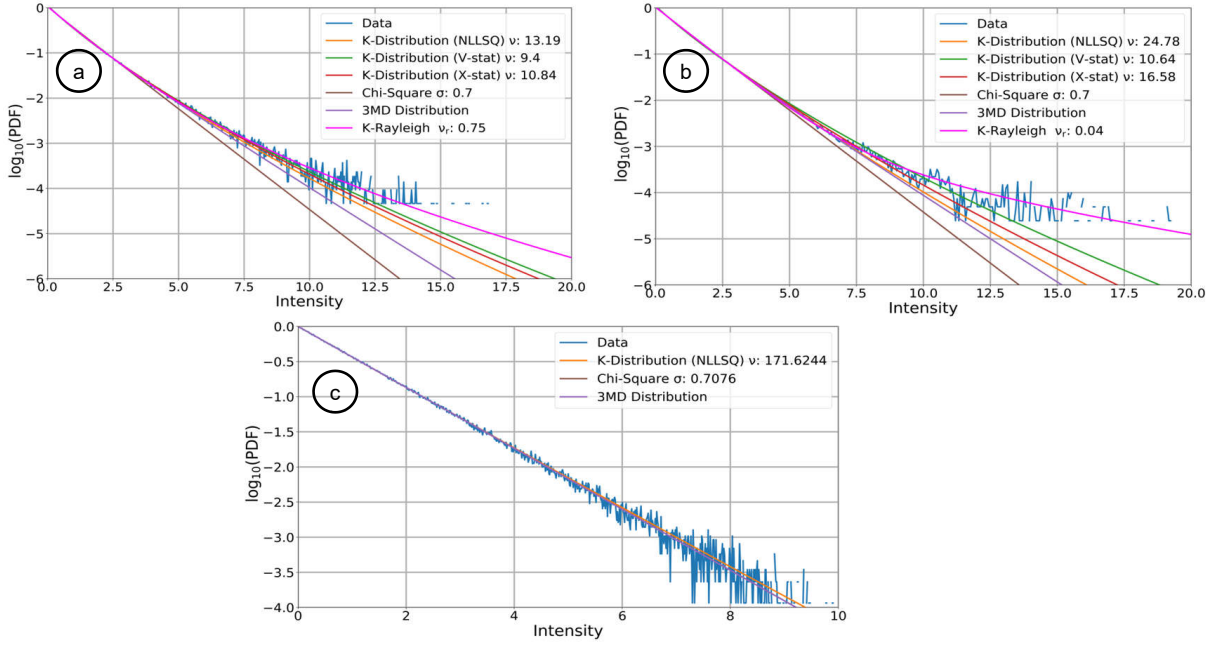 a
0
−1
−2
−3
−4
−5
−6
log₁₀(PDF)
0.0 2.5 5.0 7.5 10.0 12.5 15.0 17.5 20.0
Intensity
Data
K-Distribution (NLLSQ) ν: 13.19
K-Distribution (V-stat) ν: 9.4
K-Distribution (X-stat) ν: 10.84
Chi-Square σ: 0.7
3MD Distribution
K-Rayleigh νᵣ: 0.75
b
0
−1
−2
−3
−4
−5
−6
log₁₀(PDF)
0.0 2.5 5.0 7.5 10.0 12.5 15.0 17.5 20.0
Intensity
Data
K-Distribution (NLLSQ) ν: 24.78
K-Distribution (V-stat) ν: 10.64
K-Distribution (X-stat) ν: 16.58
Chi-Square σ: 0.7
3MD Distribution
K-Rayleigh νᵣ: 0.04
c
0.0
−0.5
−1.0
−1.5
−2.0
−2.5
−3.0
−3.5
−4.0
log₁₀(PDF)
0 2 4 6 8 10
Intensity
Data
K-Distribution (NLLSQ) ν: 171.6244
Chi-Square σ: 0.7076
3MD Distribution